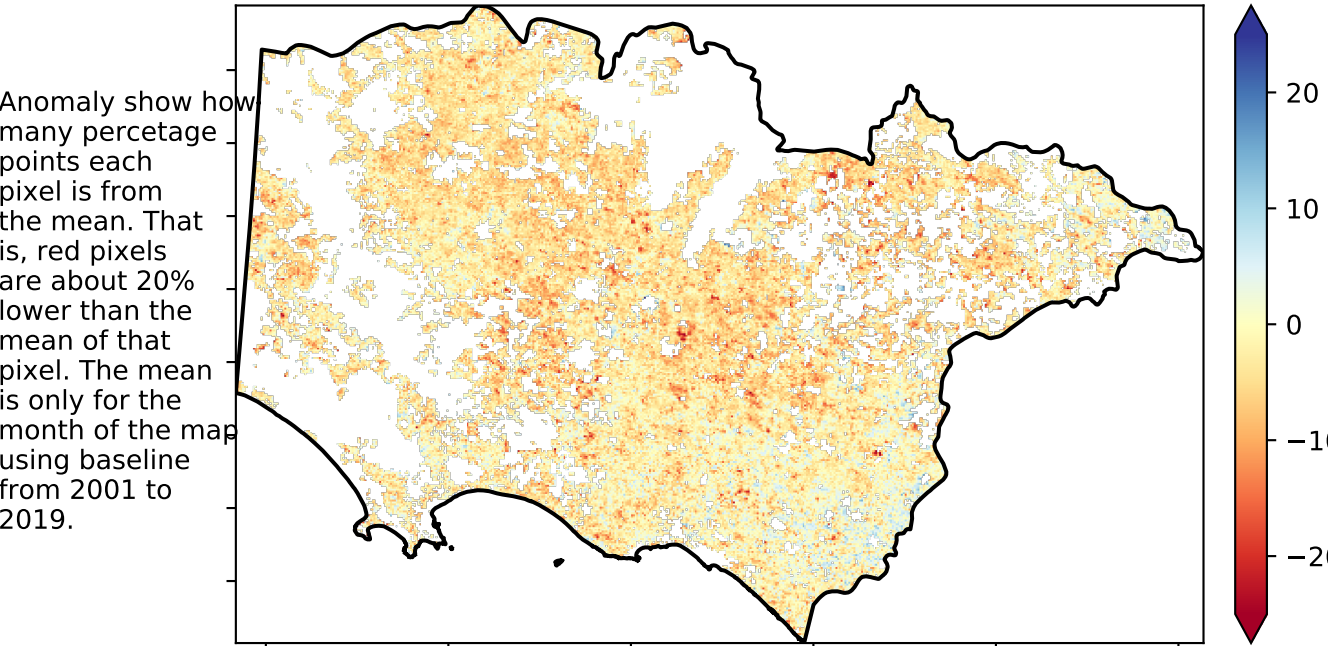 Anomaly show how
many percetage
points each
pixel is from
the mean. That
is, red pixels
are about 20%
lower than the
mean of that
pixel. The mean
is only for the
month of the map
using baseline
from 2001 to
2019.
20
10
0
−10
−20